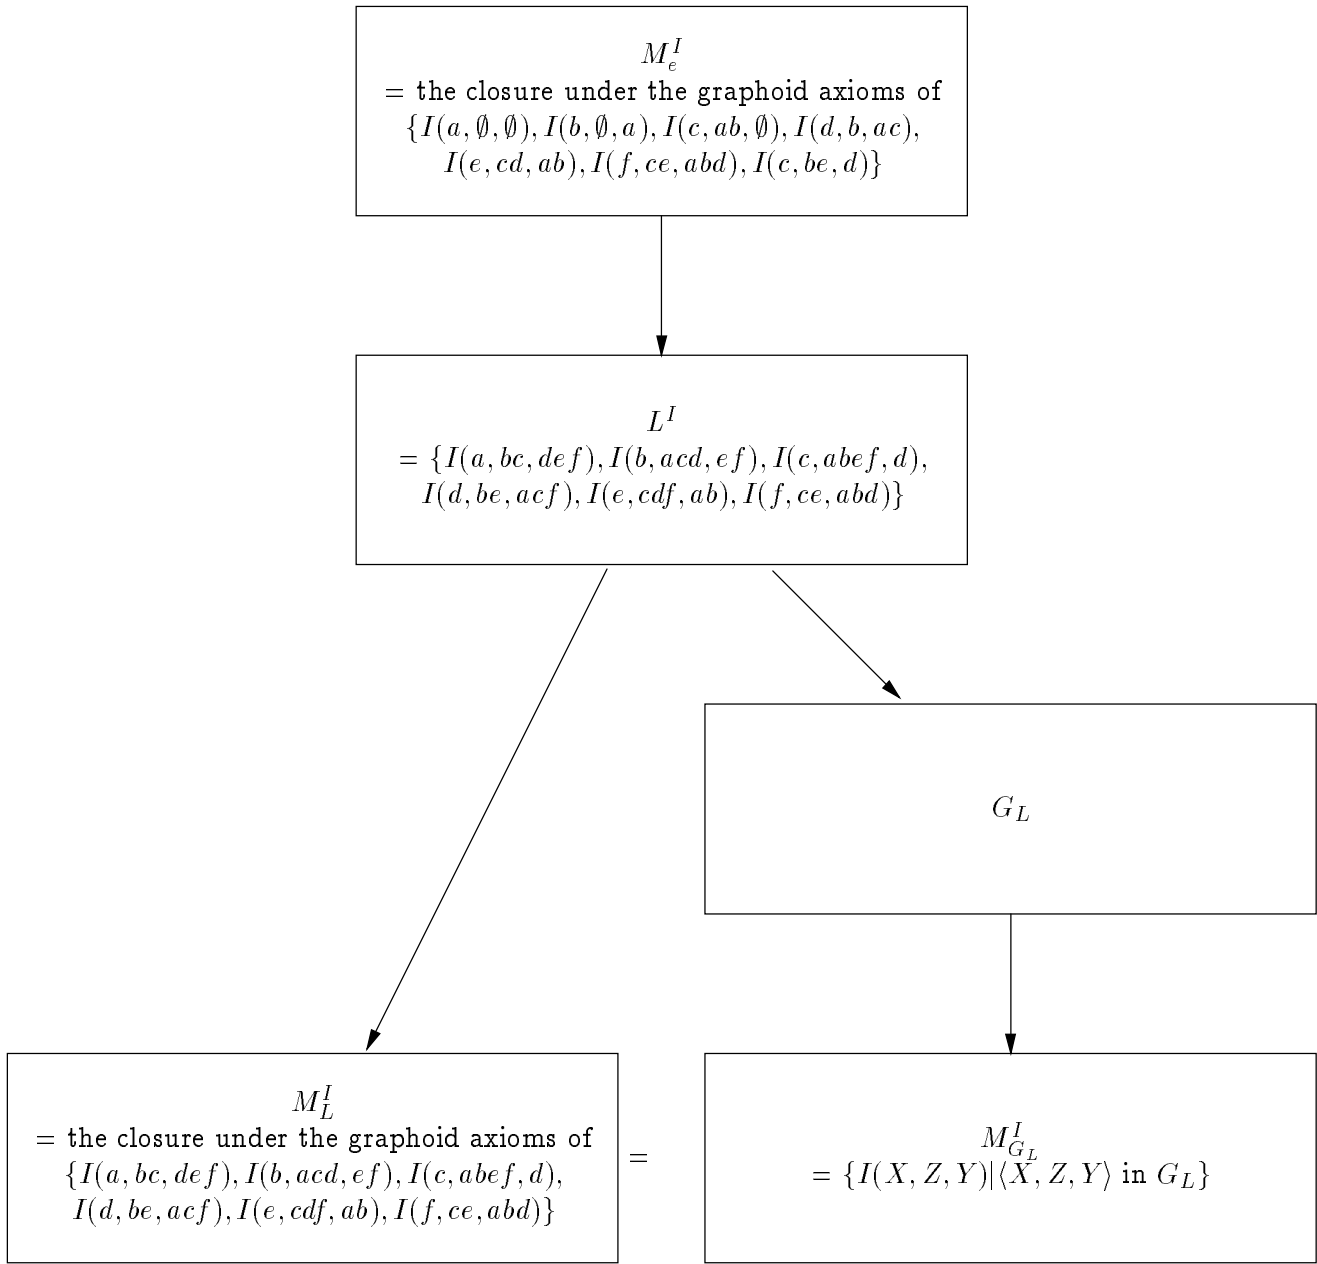 M_e^I
= the closure under the graphoid axioms of
{I(a, ∅, ∅), I(b, ∅, a), I(c, ab, ∅), I(d, b, ac),
I(e, cd, ab), I(f, ce, abd), I(c, be, d)}
L^I
= {I(a, bc, def), I(b, acd, ef), I(c, abef, d),
I(d, be, acf), I(e, cdf, ab), I(f, ce, abd)}
G_L
M_L^I
= the closure under the graphoid axioms of
{I(a, bc, def), I(b, acd, ef), I(c, abef, d),
I(d, be, acf), I(e, cdf, ab), I(f, ce, abd)}
=
M_{G_L}^I
= {I(X, Z, Y)|⟨X, Z, Y⟩ in G_L}